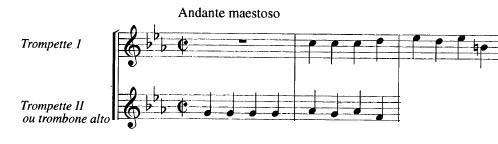 Andante maestoso
Trompette I
Trompette II
ou trombone alto